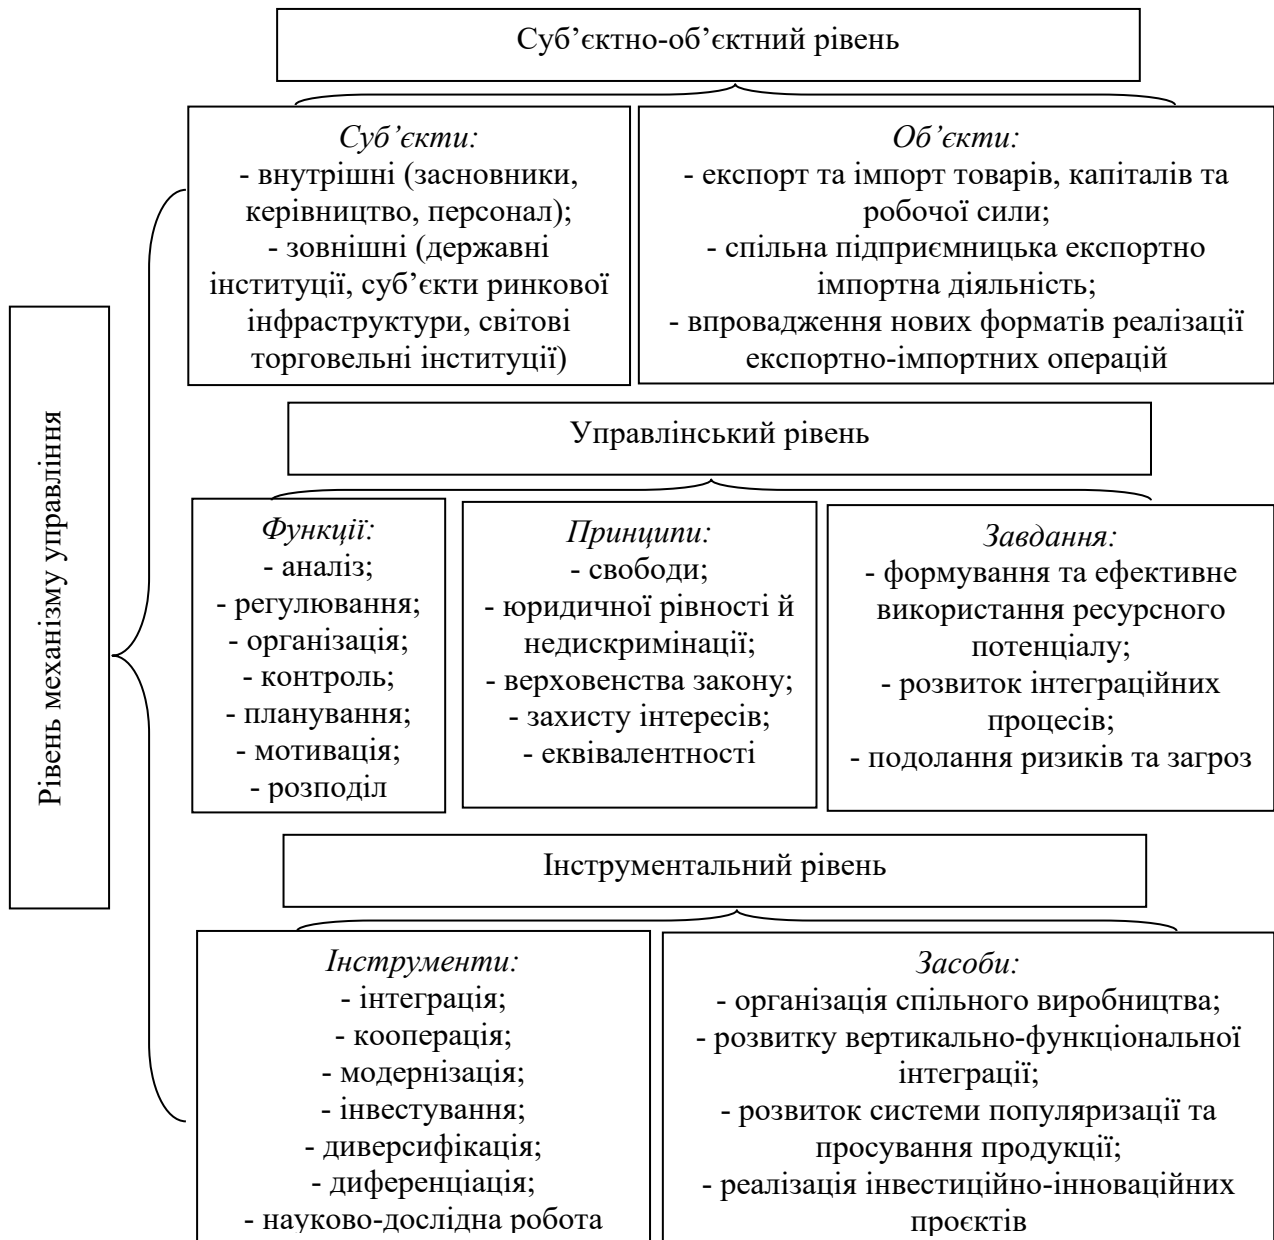 Суб’єктно-об’єктний рівень
Суб’єкти:
- внутрішні (засновники,
керівництво, персонал);
- зовнішні (державні
інституції, суб’єкти ринкової
інфраструктури, світові
торговельні інституції)
Об’єкти:
- експорт та імпорт товарів, капіталів та
робочої сили;
- спільна підприємницька експортно
імпортна діяльність;
- впровадження нових форматів реалізації
експортно-імпортних операцій
Рівень механізму управління
Управлінський рівень
Функції:
- аналіз;
- регулювання;
- організація;
- контроль;
- планування;
- мотивація;
- розподіл
Принципи:
- свободи;
- юридичної рівності й
недискримінації;
- верховенства закону;
- захисту інтересів;
- еквівалентності
Завдання:
- формування та ефективне
використання ресурсного
потенціалу;
- розвиток інтеграційних
процесів;
- подолання ризиків та загроз
Інструментальний рівень
Інструменти:
- інтеграція;
- кооперація;
- модернізація;
- інвестування;
- диверсифікація;
- диференціація;
- науково-дослідна робота
Засоби:
- організація спільного виробництва;
- розвитку вертикально-функціональної
інтеграції;
- розвиток системи популяризації та
просування продукції;
- реалізація інвестиційно-інноваційних
проєктів